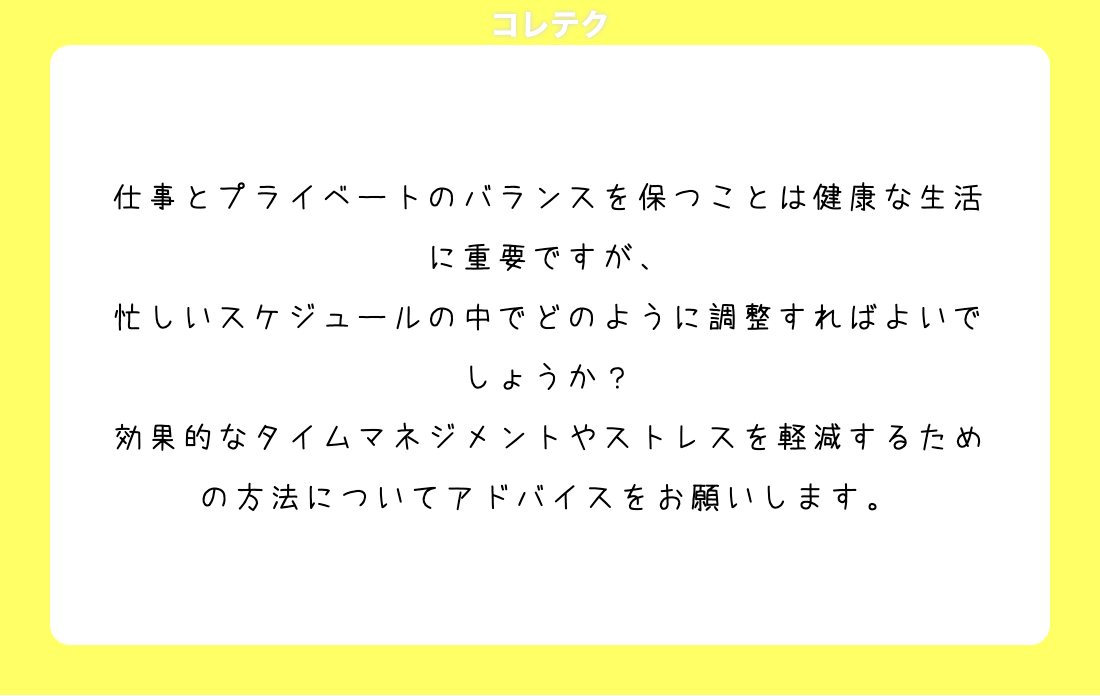 コレテク
仕事とプライベートのバランスを保つことは健康な生活
に重要ですが、
忙しいスケジュールの中でどのように調整すればよいで
しょうか？
効果的なタイムマネジメントやストレスを軽減するため
の方法についてアドバイスをお願いします。